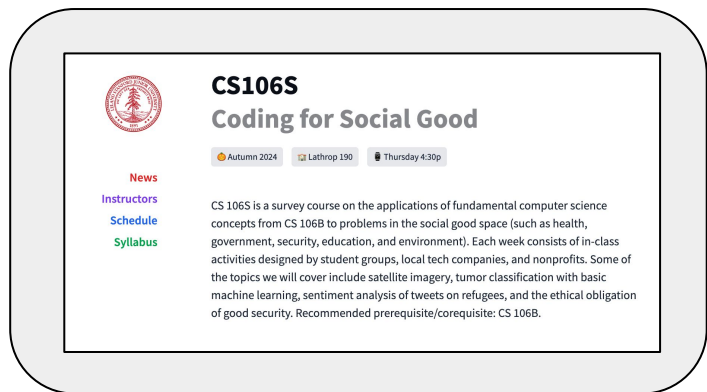 CS106S
Coding for Social Good
Autumn 2024
Lathrop 190
Thursday 4:30p
News
Instructors
Schedule
Syllabus
CS 106S is a survey course on the applications of fundamental computer science
concepts from CS 106B to problems in the social good space (such as health,
government, security, education, and environment). Each week consists of in-class
activities designed by student groups, local tech companies, and nonprofits. Some of
the topics we will cover include satellite imagery, tumor classification with basic
machine learning, sentiment analysis of tweets on refugees, and the ethical obligation
of good security. Recommended prerequisite/corequisite: CS 106B.